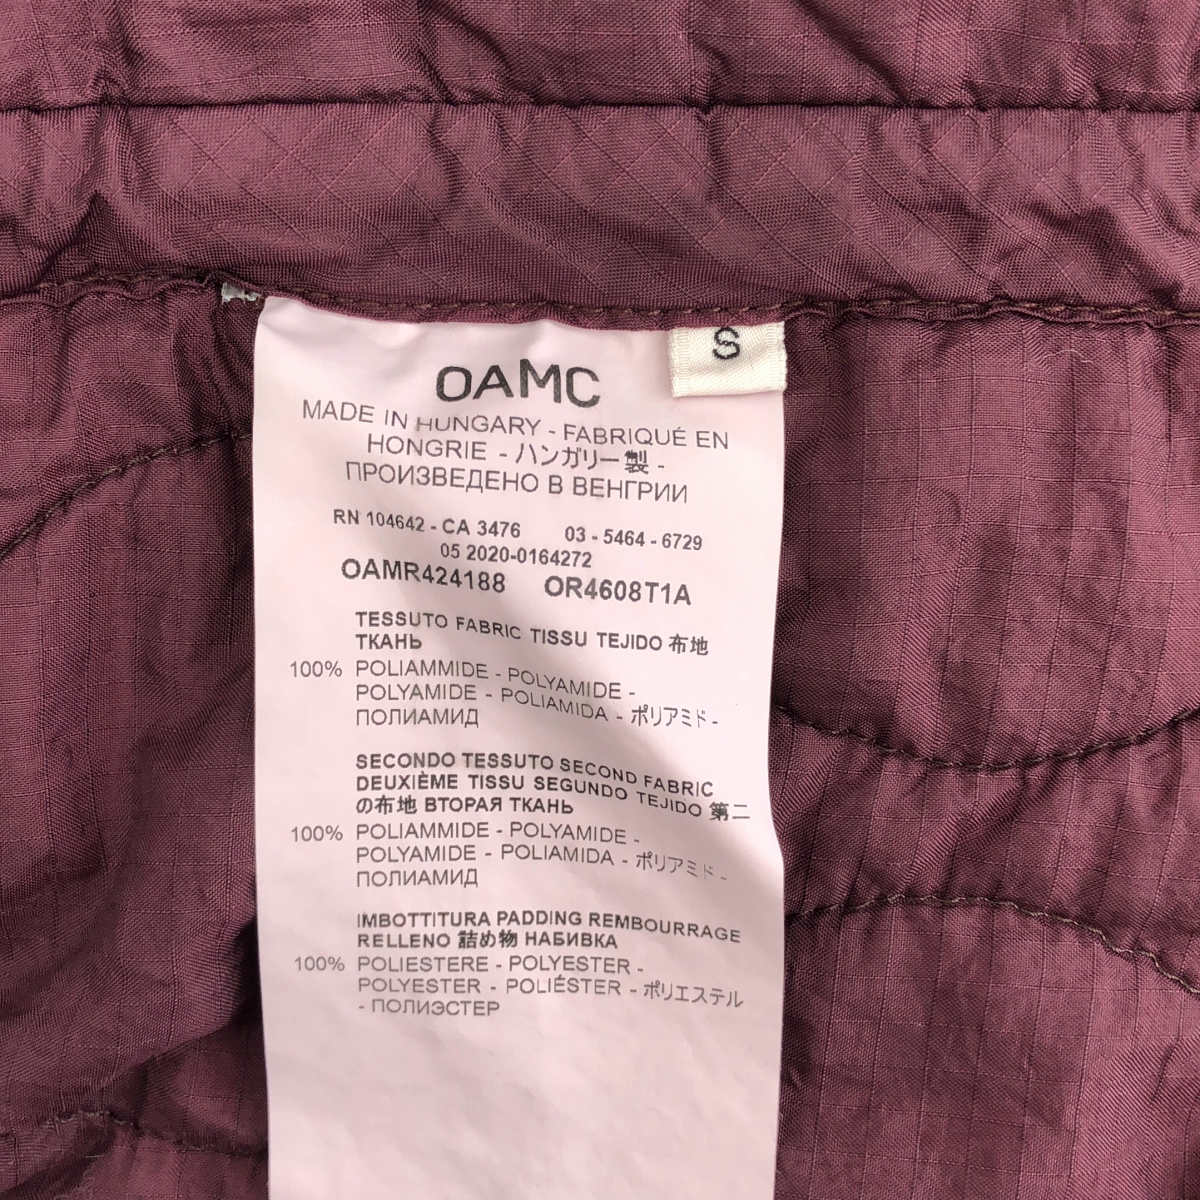 S
OAMC
MADE IN HUNGARY - FABRIQUÉ EN
HONGRIE - ハンガリー製 -
ПРОИЗВЕДЕНО В ВЕНГРИИ
RN 104642 - CA 3476 03 - 5464 - 6729
05 2020-0164272
OAMR424188 OR4608T1A
TESSUTO FABRIC TISSU TEJIDO 布地
ТКАНЬ
100% POLIAMMIDE - POLYAMIDE -
POLYAMIDE - POLIAMIDA - ポリアミド -
ПОЛИАМИД
SECONDO TESSUTO SECOND FABRIC
DEUXIÈME TISSU SEGUNDO TEJIDO 第二
の布地 ВТОРАЯ ТКАНЬ
100% POLIAMMIDE - POLYAMIDE -
POLYAMIDE - POLIAMIDA - ポリアミド -
ПОЛИАМИД
IMBOTTITURA PADDING REMBOURRAGE
RELLENO 詰め物 НАБИВКА
100% POLIESTERE - POLYESTER -
POLYESTER - POLIÉSTER - ポリエステル
- ПОЛИЭСТЕР